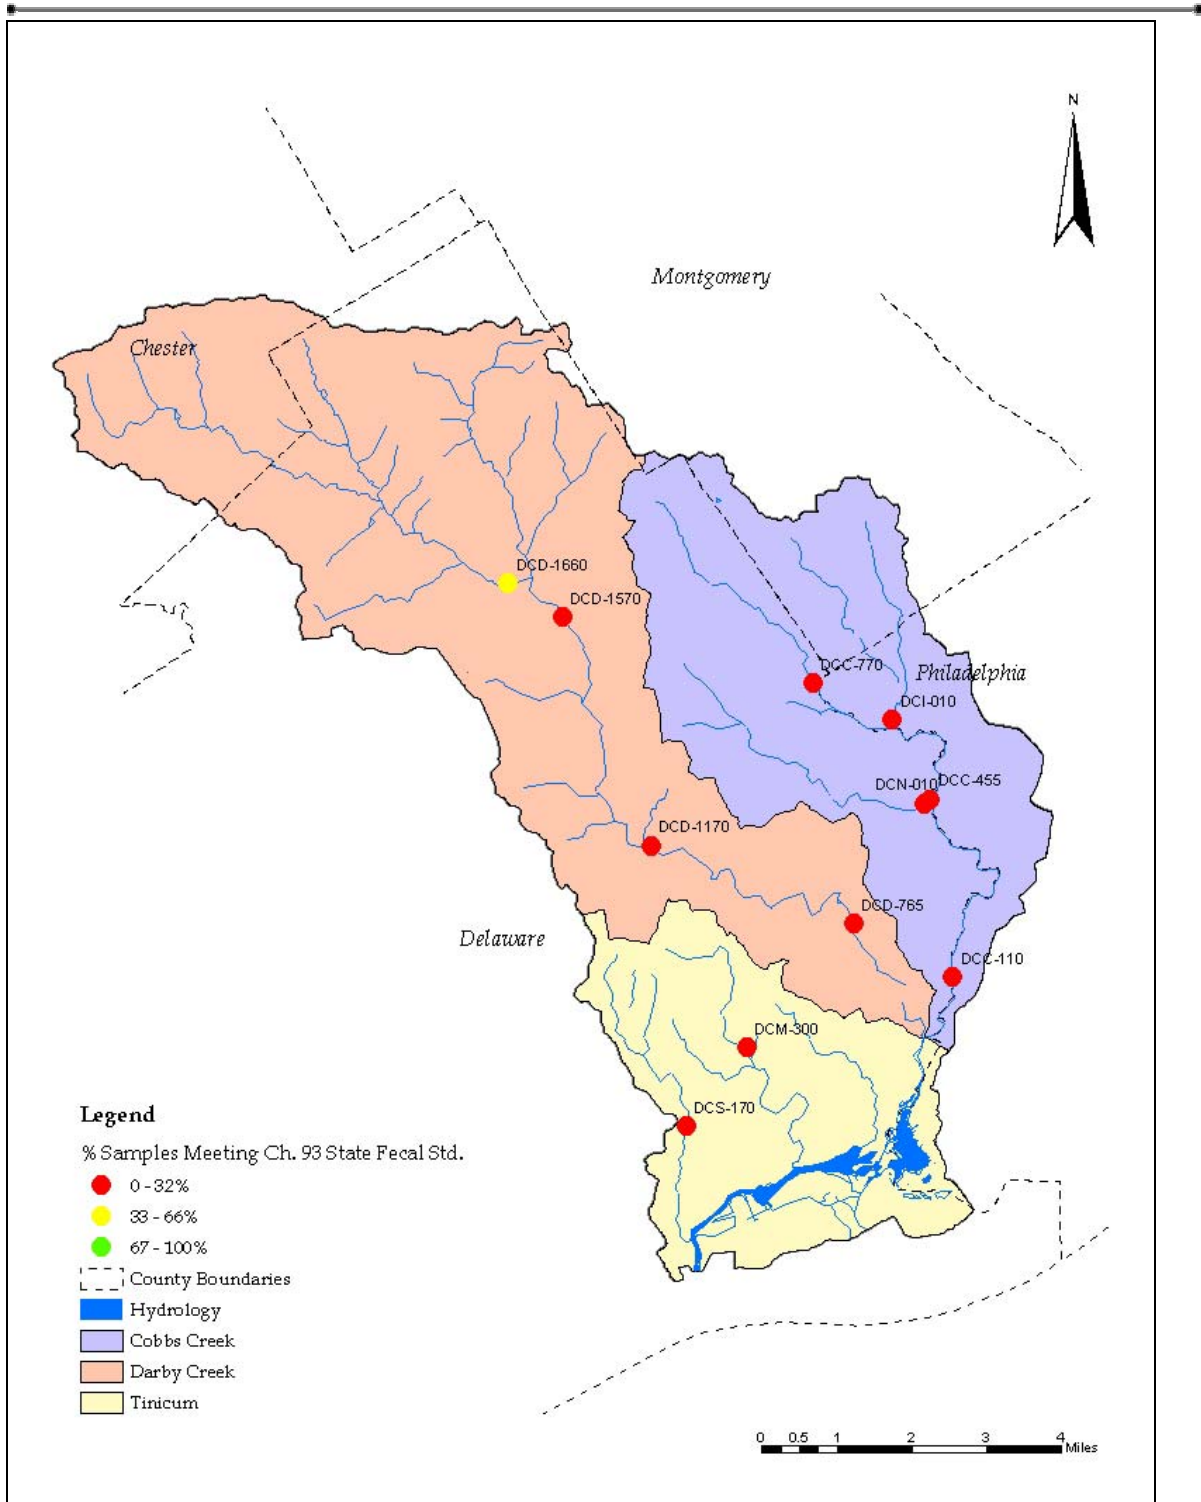 N
Montgomery
Chester
DCD-1660
DCD-1570
DCC-770
Philadelphia
DCI-010
DCN-010
DCC-455
DCD-1170
DCD-765
Delaware
DCC-110
DCM-300
DCS-170
Legend
% Samples Meeting Ch. 93 State Fecal Std.
0 - 32%
33 - 66%
67 - 100%
County Boundaries
Hydrology
Cobbs Creek
Darby Creek
Tinicum
0 0.5 1 2 3 4
Miles